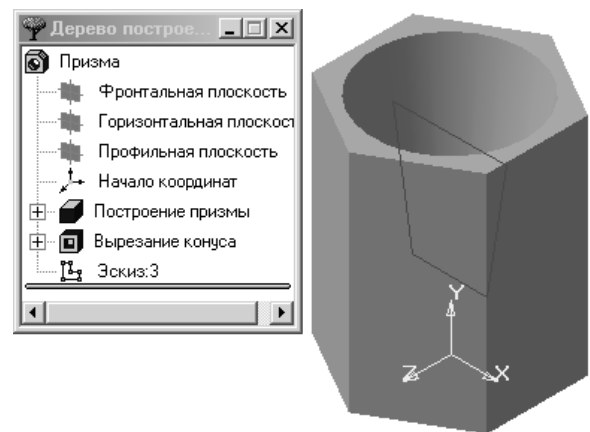 Дерево построе...
Призма
Фронтальная плоскость
Горизонтальная плоскост
Профильная плоскость
Начало координат
Построение призмы
Вырезание конуса
Эскиз:3
Y
Z X